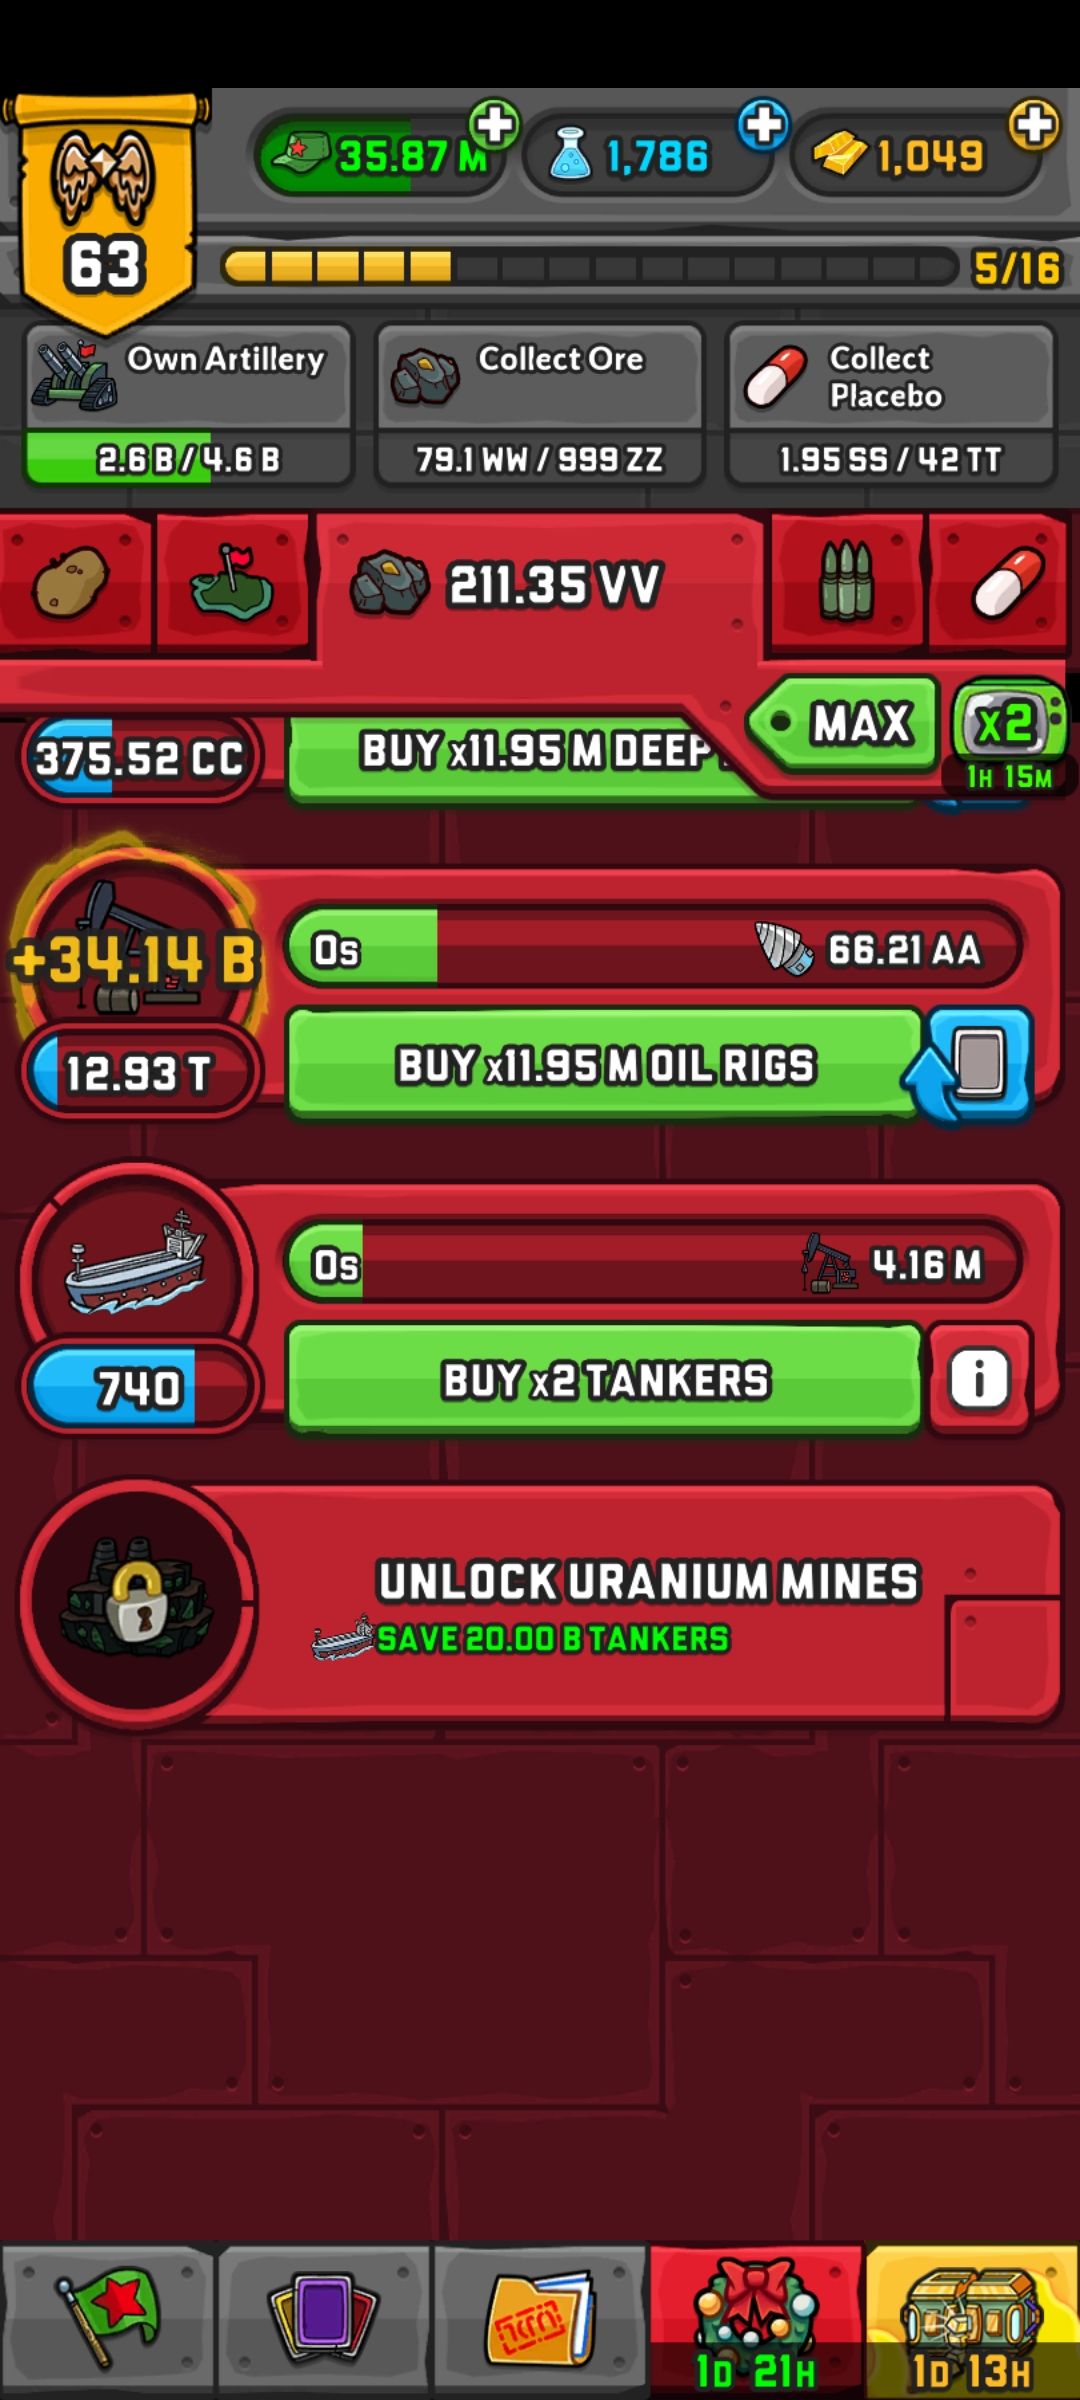 35.87 M
1,786
1,049
63
5/16
Own Artillery
2.6 B / 4.6 B
Collect Ore
79.1 WW / 999 ZZ
Collect
Placebo
1.95 SS / 42 TT
211.35 VV
MAX
x2
1H 15M
375.52 CC
BUY x11.95 M DEEP
+34.14 B
0s
66.21 AA
12.93 T
BUY x11.95 M OIL RIGS
0s
4.16 M
740
BUY x2 TANKERS
i
UNLOCK URANIUM MINES
SAVE 20.00 B TANKERS
1D 21H
1D 13H